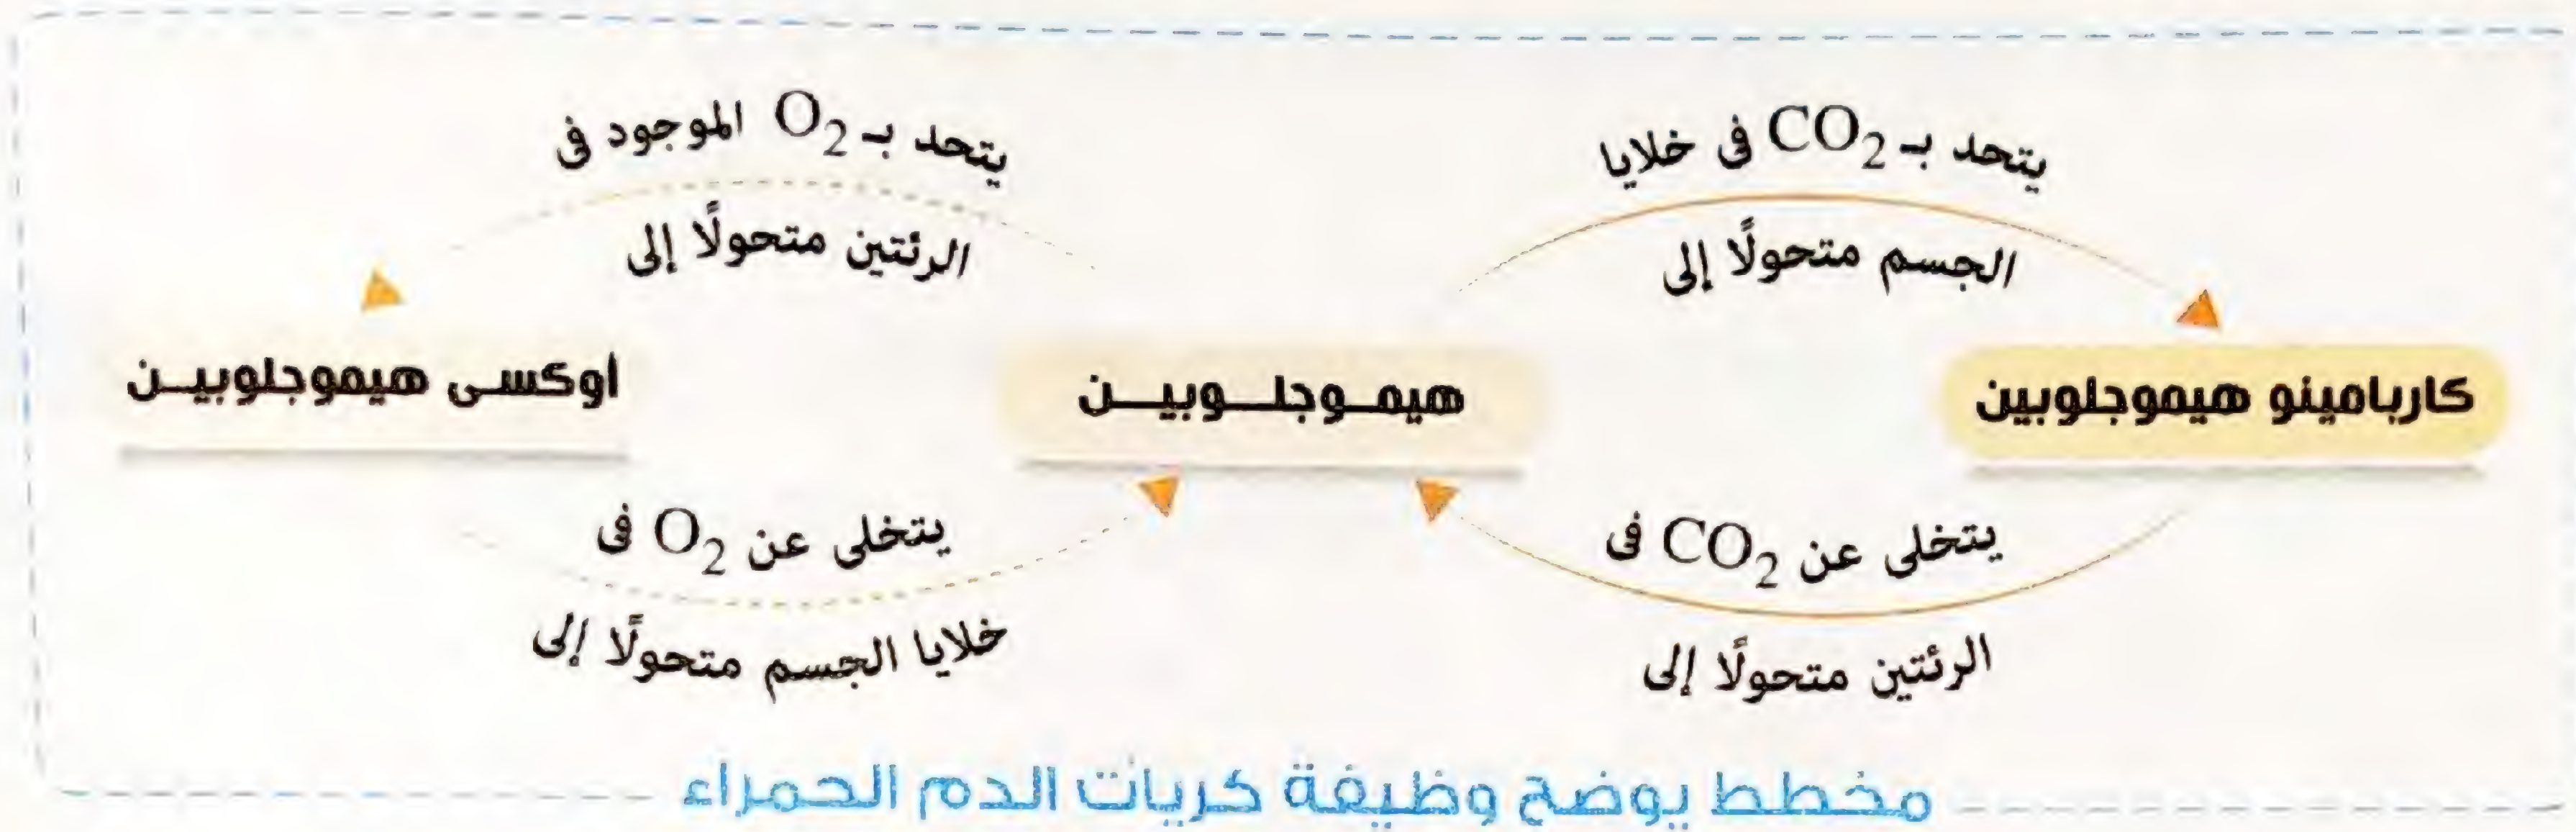 يتحد بـ CO2 فى خلايا
الجسم متحولًا إلى
يتحد بـ O2 الموجود فى
الرئتين متحولًا إلى
كاربامينو هيموجلوبين
هيموجلوبين
أوكسى هيموجلوبين
يتخلى عن CO2 فى
الرئتين متحولًا إلى
يتخلى عن O2 فى
خلايا الجسم متحولًا إلى
مخطط يوضح وظيفة كريات الدم الحمراء